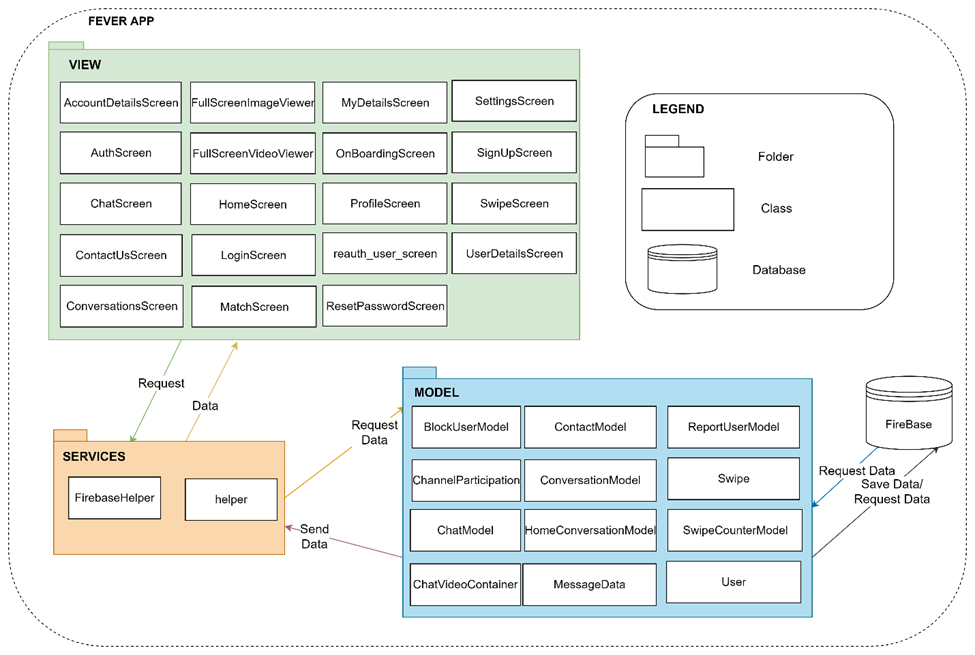 FEVER APP
VIEW
AccountDetailsScreen
FullScreenImageViewer
MyDetailsScreen
SettingsScreen
AuthScreen
FullScreenVideoViewer
OnBoardingScreen
SignUpScreen
ChatScreen
HomeScreen
ProfileScreen
SwipeScreen
ContactUsScreen
LoginScreen
reauth_user_screen
UserDetailsScreen
ConversationsScreen
MatchScreen
ResetPasswordScreen
LEGEND
Folder
Class
Database
Request
Data
SERVICES
FirebaseHelper
helper
Request
Data
Send
Data
MODEL
BlockUserModel
ContactModel
ReportUserModel
ChannelParticipation
ConversationModel
Swipe
ChatModel
HomeConversationModel
SwipeCounterModel
ChatVideoContainer
MessageData
User
FireBase
Request Data
Save Data/
Request Data